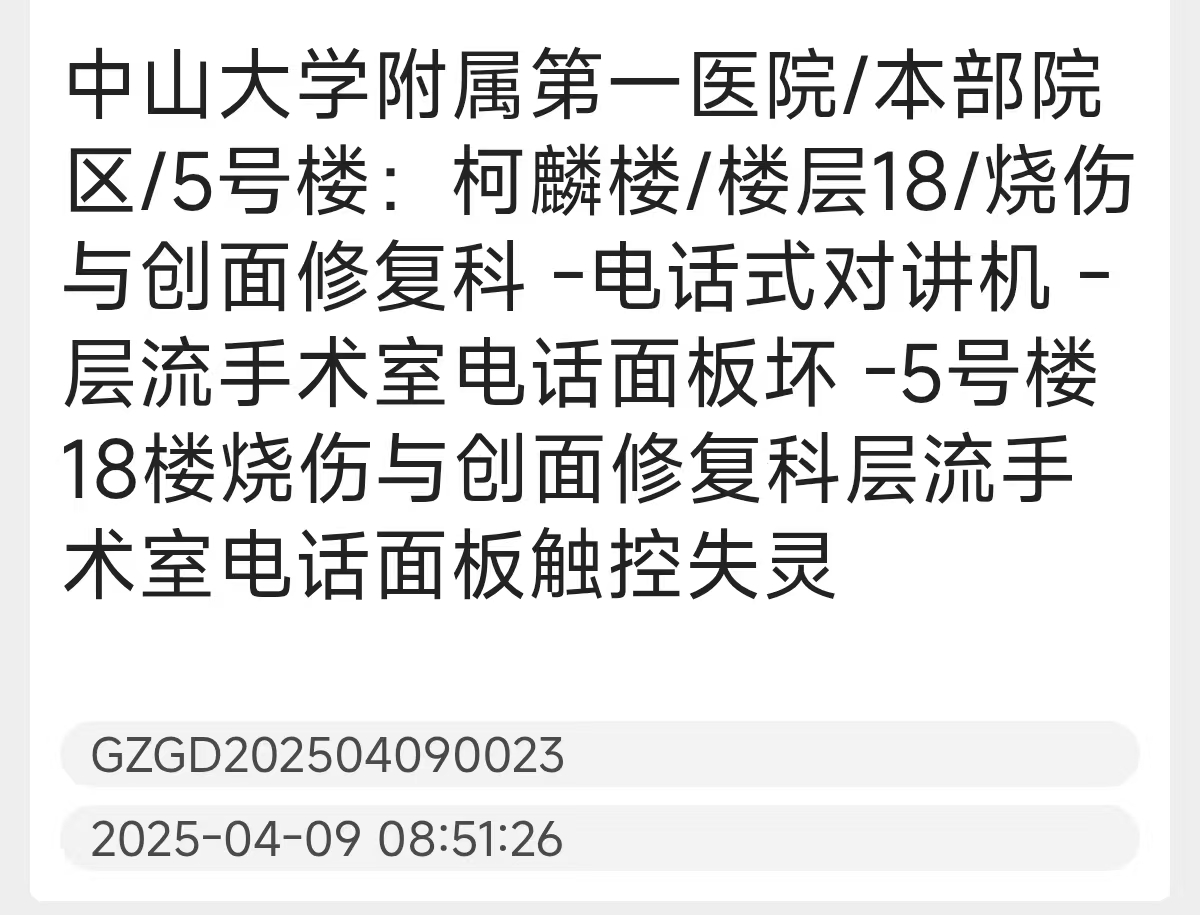 中山大学附属第一医院/本部院
区/5号楼：柯麟楼/楼层18/烧伤
与创面修复科 -电话式对讲机 -
层流手术室电话面板坏 -5号楼
18楼烧伤与创面修复科层流手
术室电话面板触控失灵
GZGD202504090023
2025-04-09 08:51:26